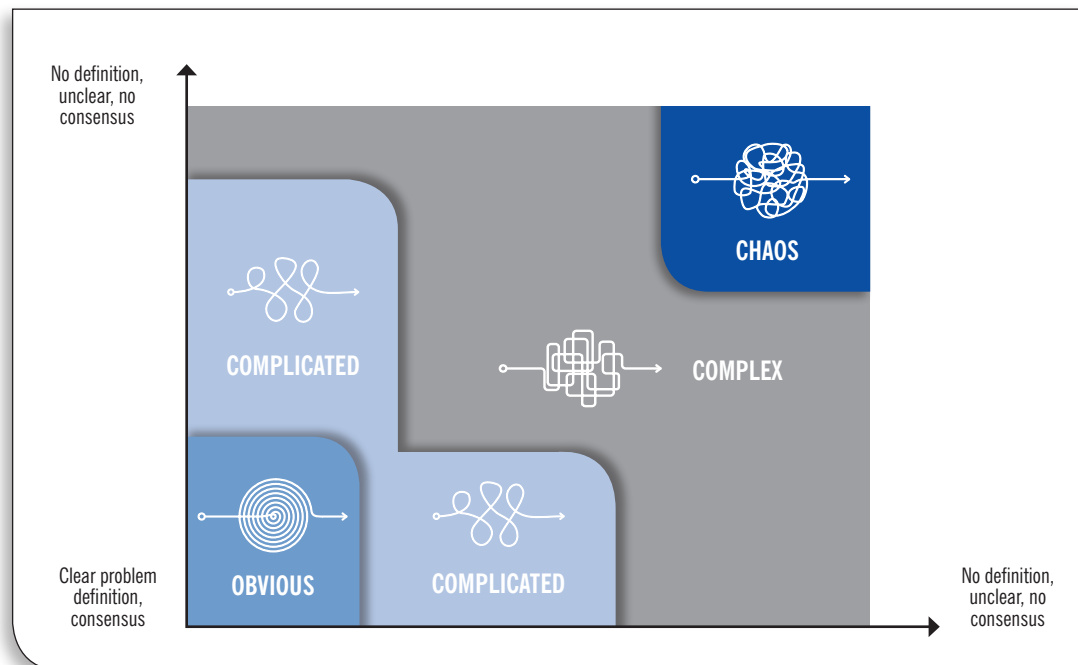 No definition,
unclear, no
consensus
CHAOS
COMPLICATED
COMPLEX
OBVIOUS
COMPLICATED
Clear problem
definition,
consensus
No definition,
unclear, no
consensus